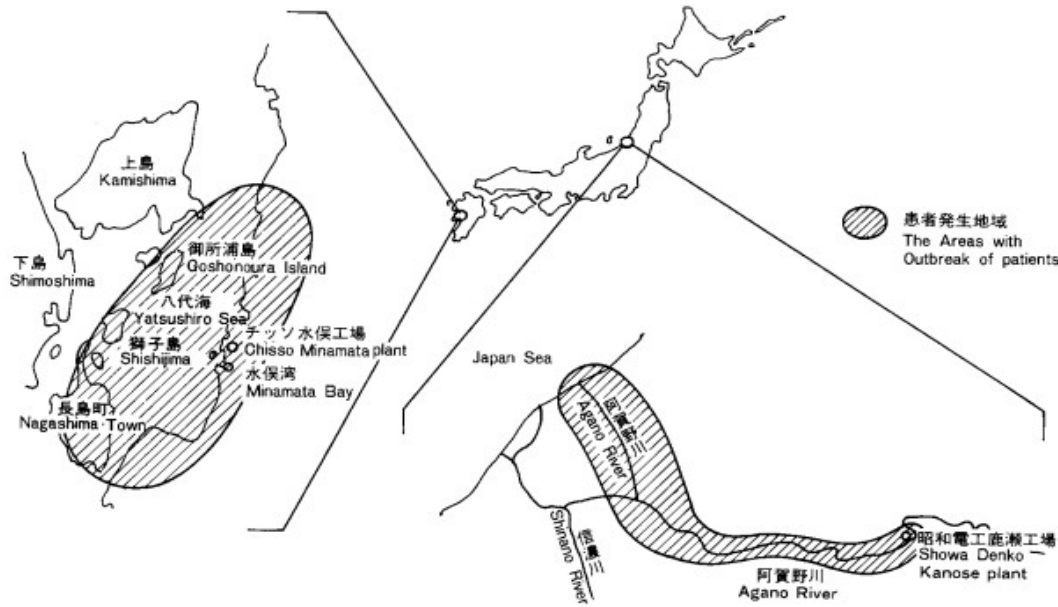 上島
Kamishima
下島
Shimoshima
御所浦島
Goshonoura Island
八代海
Yatsushiro Sea
獅子島
Shishijima
チッソ水俣工場
Chisso Minamata plant
水俣湾
Minamata Bay
長島町
Nagashima Town
患者発生地域
The Areas with
Outbreak of patients
Japan Sea
阿賀野川
Agano River
信濃川
Shinano River
阿賀野川
Agano River
昭和電工鹿瀬工場
Showa Denko
Kanose plant